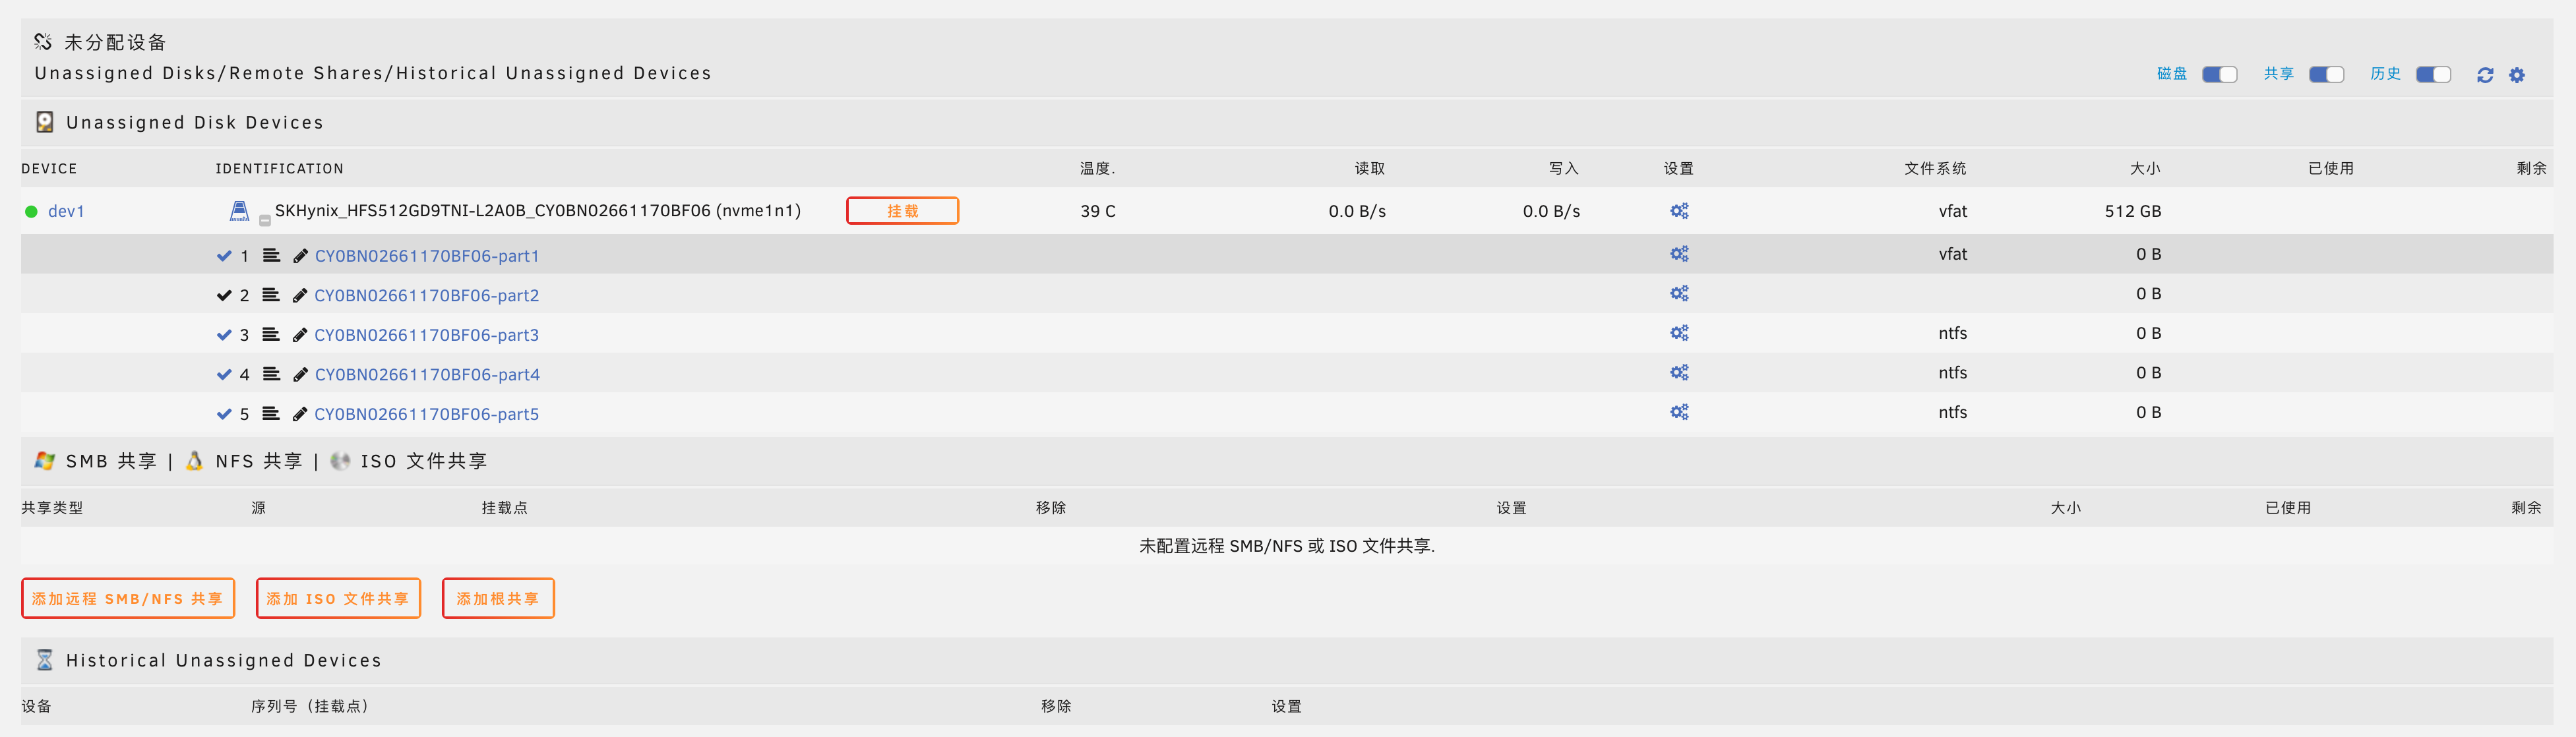 未分配设备
Unassigned Disks/Remote Shares/Historical Unassigned Devices 磁盘 共享 历史
Unassigned Disk Devices
DEVICE IDENTIFICATION 温度. 读取 写入 设置 文件系统 大小 已使用 剩余
dev1 SKHynix_HFS512GD9TNI-L2A0B_CY0BN02661170BF06 (nvme1n1) 挂载 39 C 0.0 B/s 0.0 B/s vfat 512 GB
1 CY0BN02661170BF06-part1 vfat 0 B
2 CY0BN02661170BF06-part2 0 B
3 CY0BN02661170BF06-part3 ntfs 0 B
4 CY0BN02661170BF06-part4 ntfs 0 B
5 CY0BN02661170BF06-part5 ntfs 0 B
SMB 共享 | NFS 共享 | ISO 文件共享
共享类型 源 挂载点 移除 设置 大小 已使用 剩余
未配置远程 SMB/NFS 或 ISO 文件共享.
添加远程 SMB/NFS 共享 添加 ISO 文件共享 添加根共享
Historical Unassigned Devices
设备 序列号（挂载点） 移除 设置